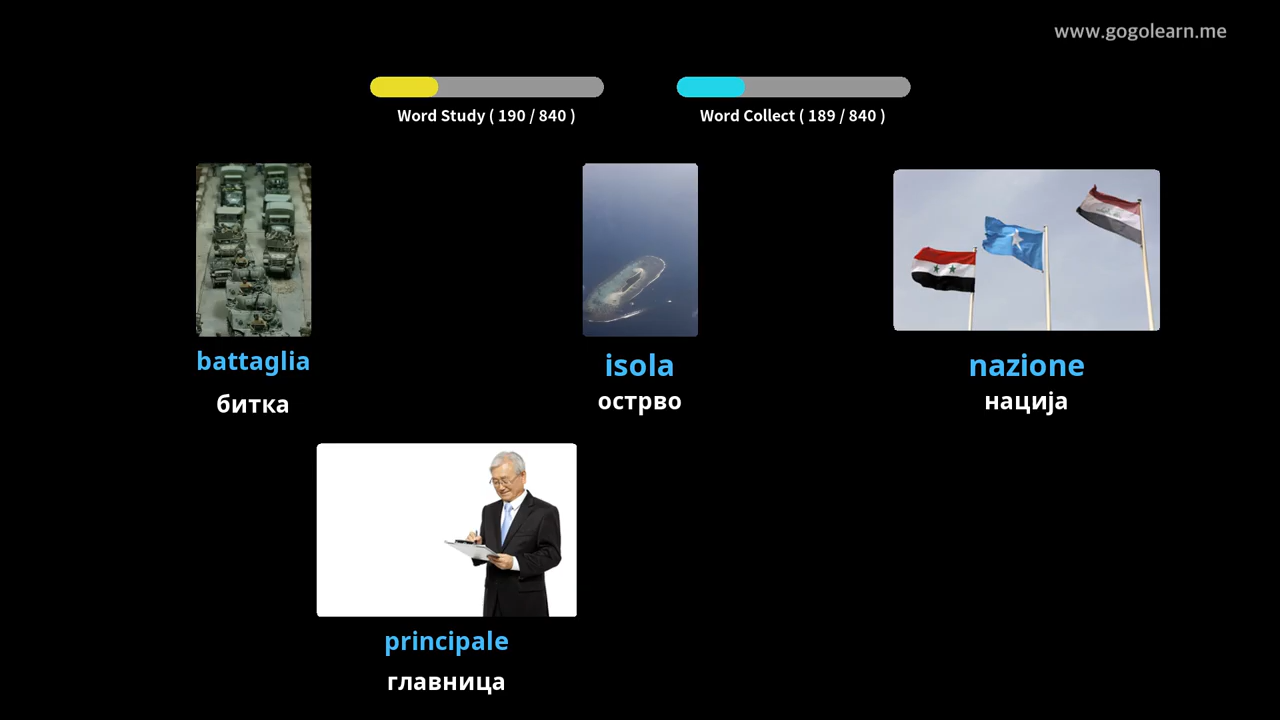 www.gogolearn.me
Word Study ( 190 / 840 )
Word Collect ( 189 / 840 )
battaglia
битка
isola
острво
nazione
нација
principale
главница